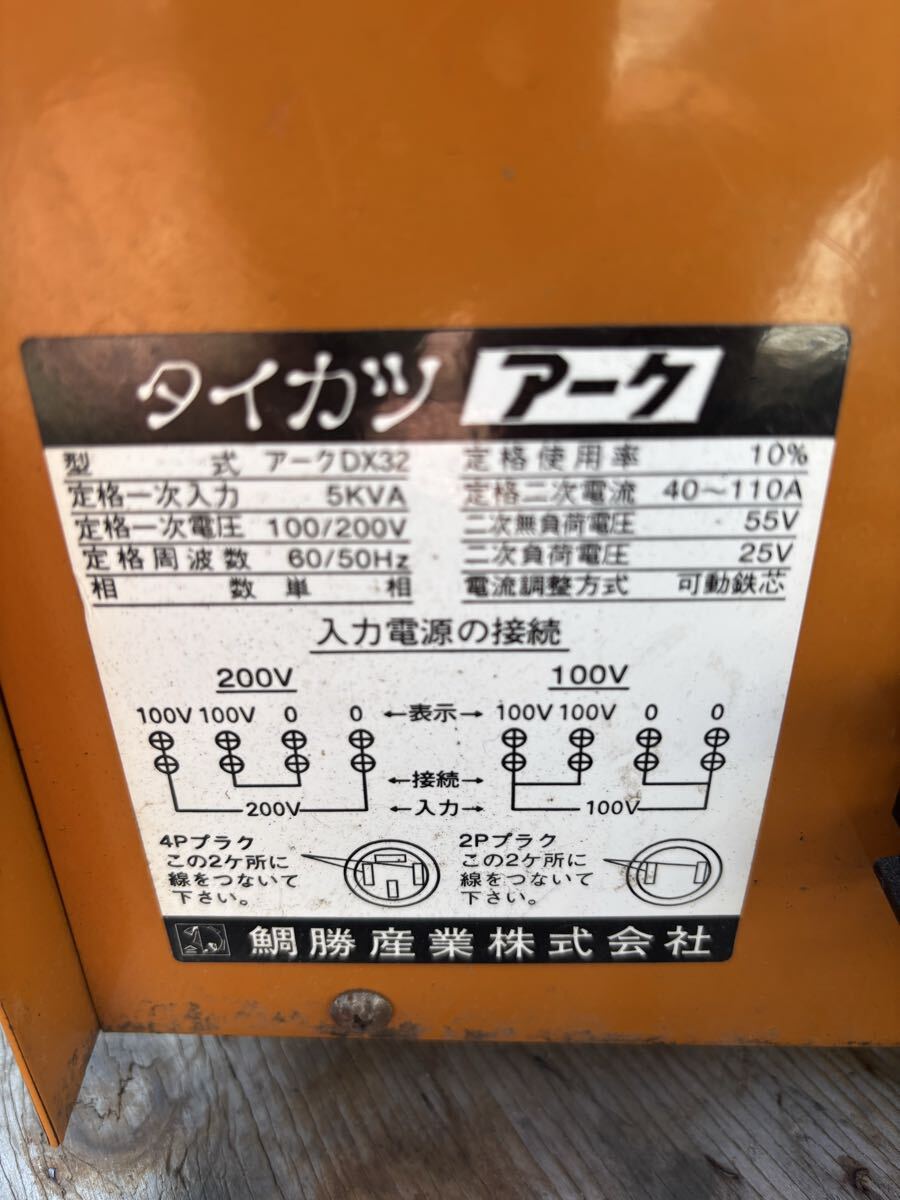 タイカツ アーク
型式 アークDX32 定格使用率 10%
定格一次入力 5KVA 定格二次電流 40～110A
定格一次電圧 100/200V 二次無負荷電圧 55V
定格周波数 60/50Hz 二次負荷電圧 25V
相数 単相 電流調整方式 可動鉄芯
入力電源の接続
200V 100V
100V 100V 0 0 ←表示→ 100V 100V 0 0
←接続→
200V ←入力→ 100V
4Pプラク
この2ケ所に
線をつないて
下さい。
2Pプラク
この2ケ所に
線をつないて
下さい。
鯛勝産業株式会社